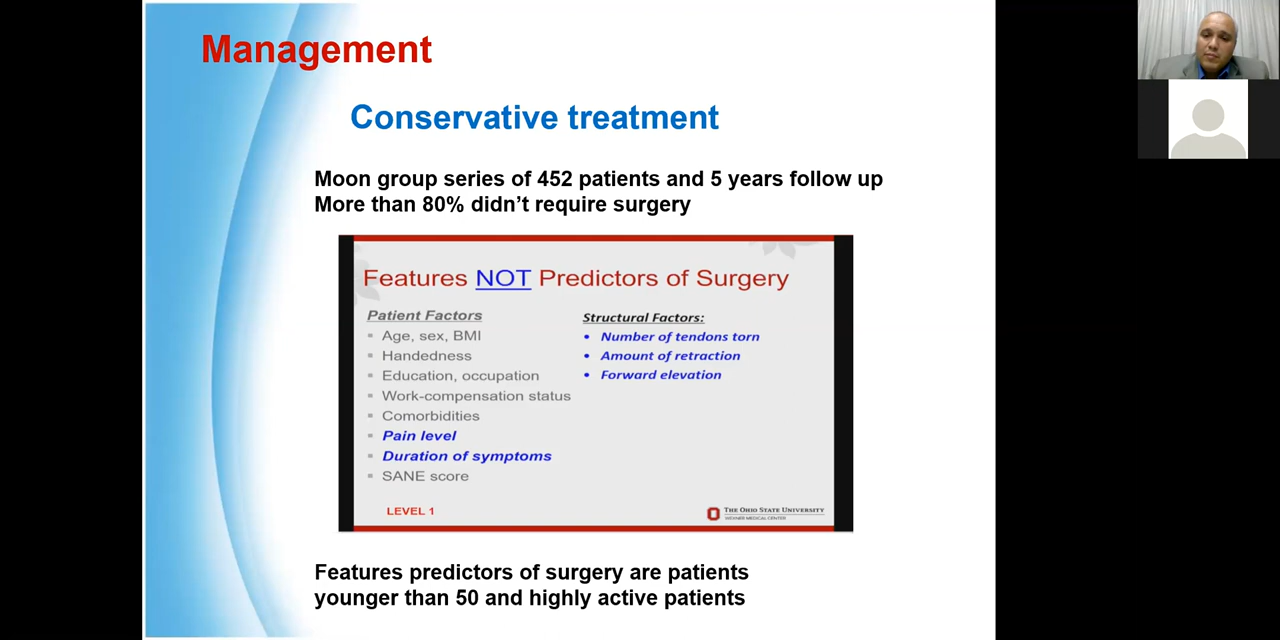 Management
Conservative treatment
Moon group series of 452 patients and 5 years follow up
More than 80% didn’t require surgery
Features NOT Predictors of Surgery
Patient Factors
Age, sex, BMI
Handedness
Education, occupation
Work-compensation status
Comorbidities
Pain level
Duration of symptoms
SANE score
Structural Factors:
Number of tendons torn
Amount of retraction
Forward elevation
LEVEL 1
THE OHIO STATE UNIVERSITY
WEXNER MEDICAL CENTER
Features predictors of surgery are patients
younger than 50 and highly active patients